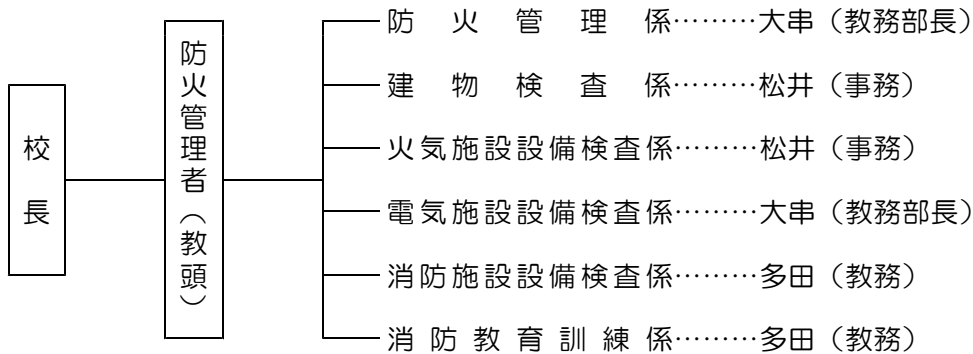 校長
防火管理者(教頭)
防火管理係………大串(教務部長)
建物検査係………松井(事務)
火気施設設備検査係………松井(事務)
電気施設設備検査係………大串(教務部長)
消防施設設備検査係………多田(教務)
消防教育訓練係………多田(教務)